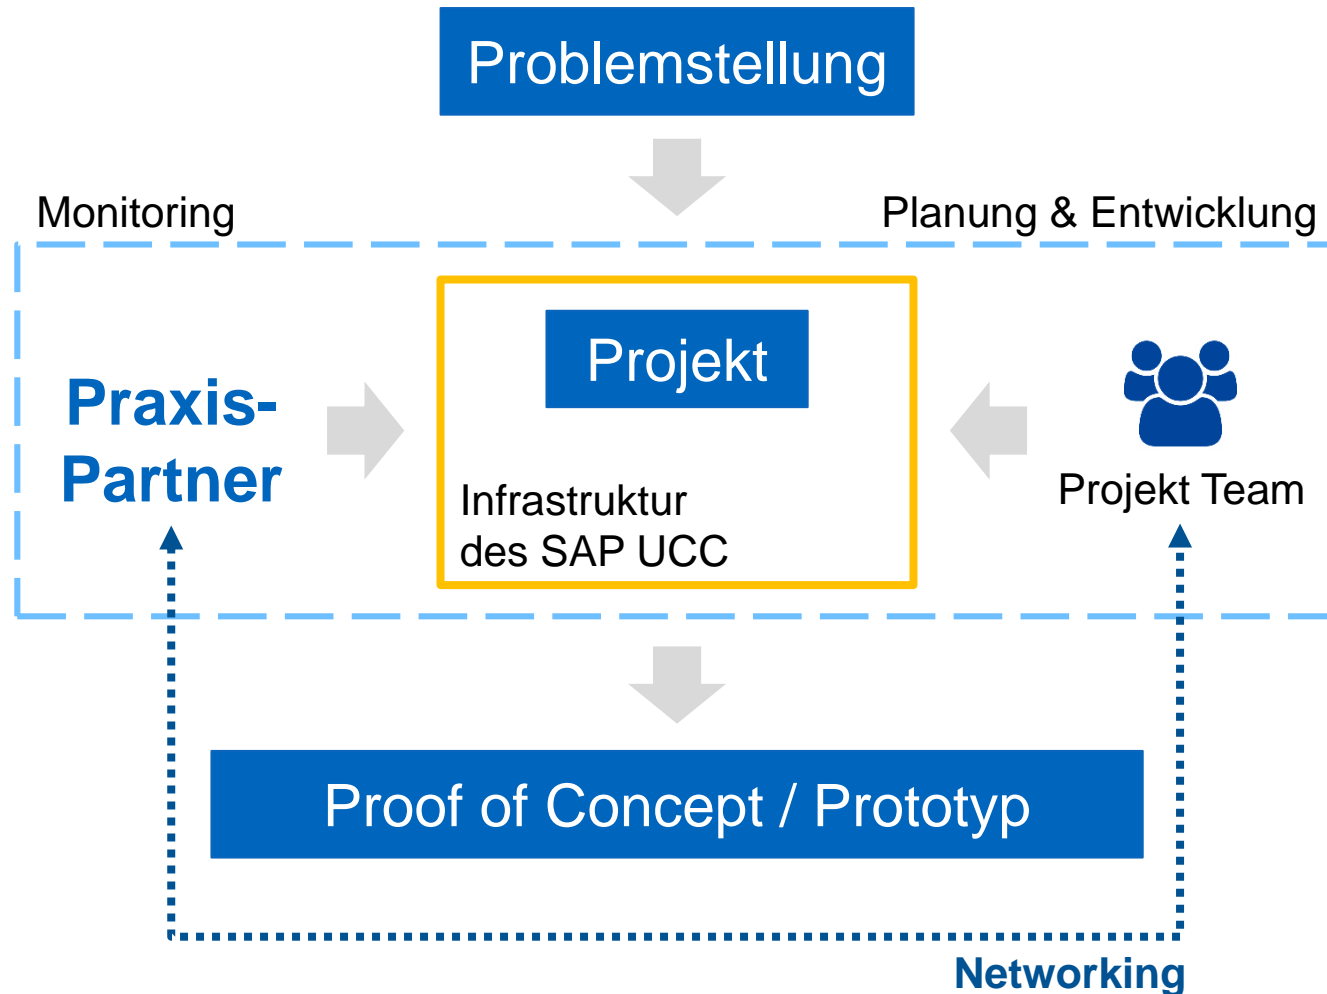 Problemstellung
Monitoring
Planung & Entwicklung
Projekt
Praxis-
Partner
Infrastruktur
des SAP UCC
Projekt Team
Proof of Concept / Prototyp
Networking